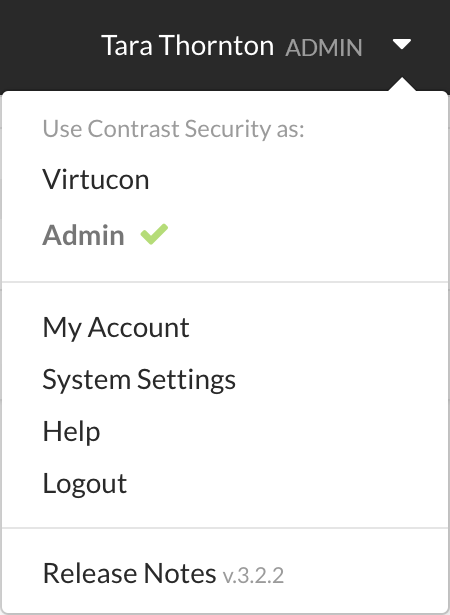 Tara Thornton ADMIN
Use Contrast Security as:
Virtucon
Admin
My Account
System Settings
Help
Logout
Release Notes v.3.2.2